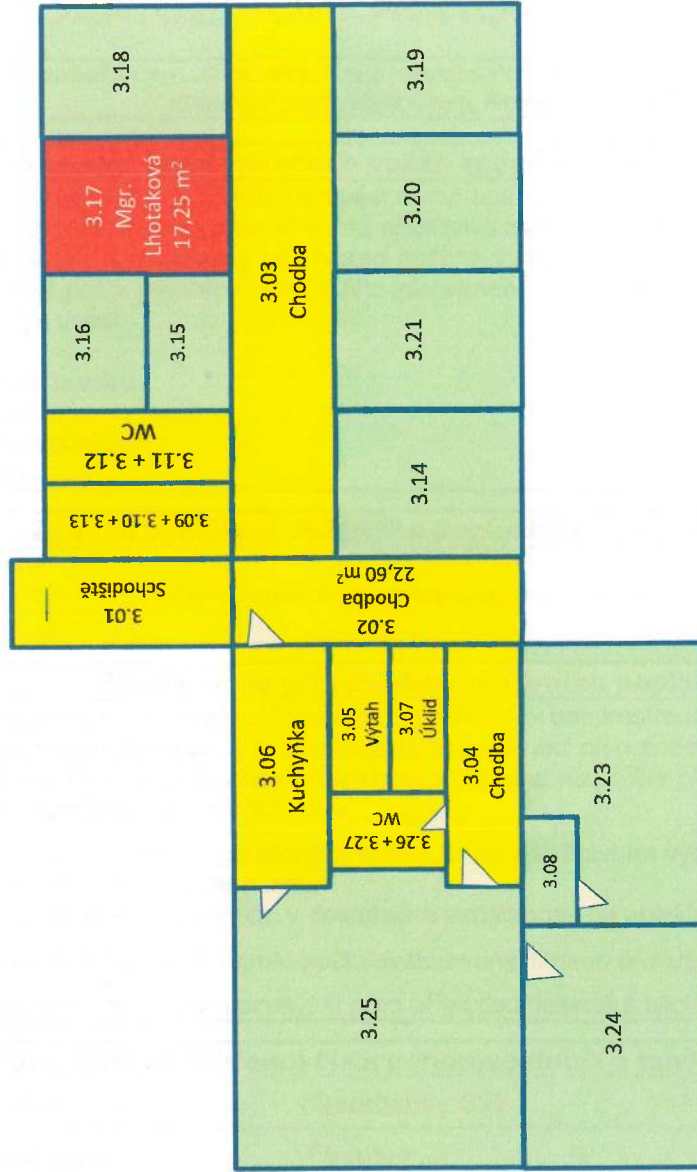 3.18
3.17
Mgr.
Lhotáková
17,25 m²
3.16
3.15
3.11 + 3.12
WC
3.09 + 3.10 + 3.13
3.01
Schodiště
3.03
Chodba
3.19
3.20
3.21
3.14
3.02
Chodba
22,60 m²
3.06
Kuchyňka
3.05
Výtah
3.07
Úklid
3.04
Chodba
3.26 + 3.27
WC
3.25
3.23
3.08
3.24